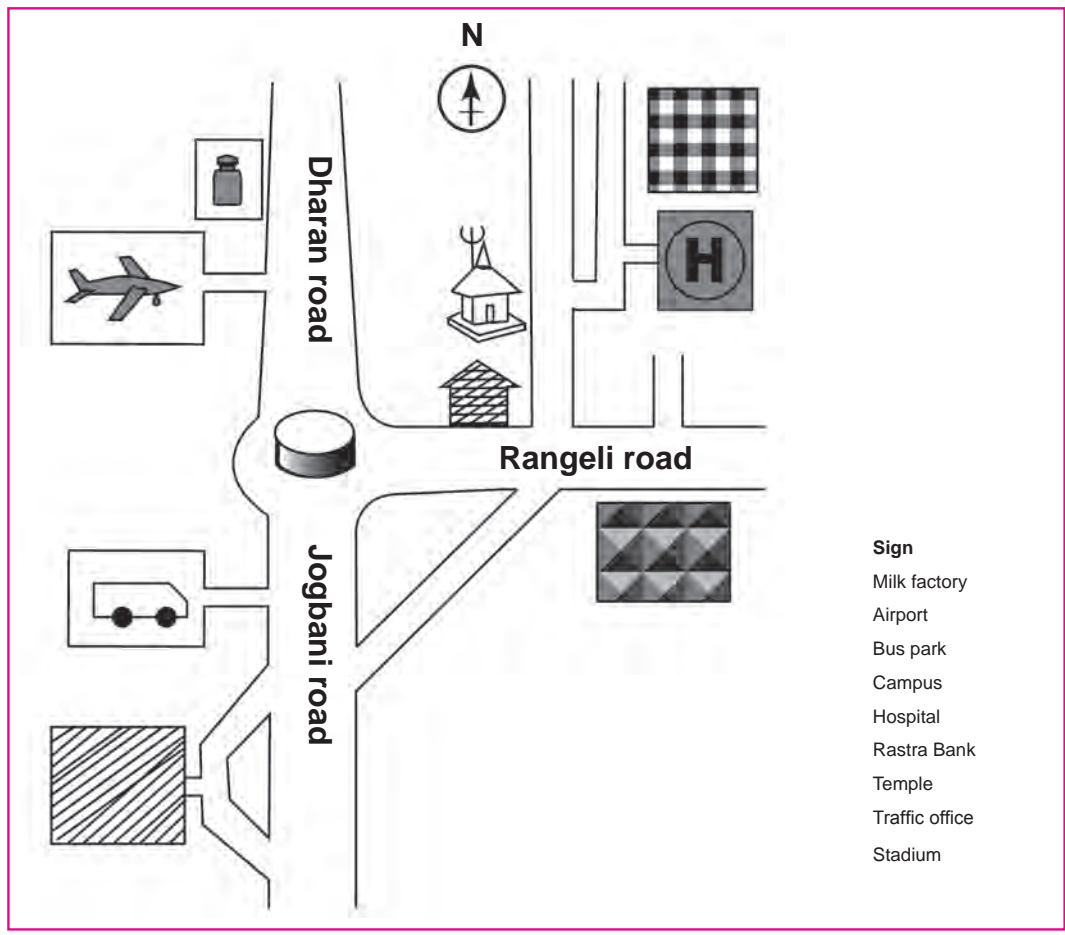 N
Dharan road
H
Rangeli road
Jogbani road
Sign
Milk factory
Airport
Bus park
Campus
Hospital
Rastra Bank
Temple
Traffic office
Stadium